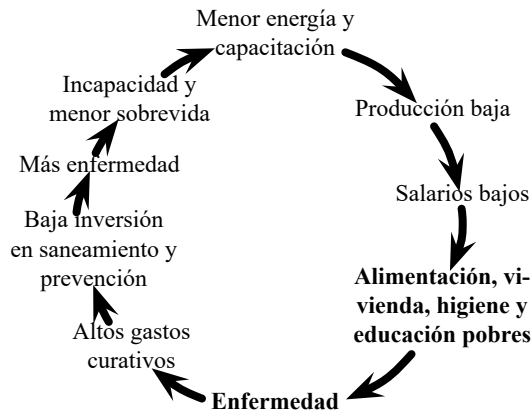 Menor energía y
capacitación
Producción baja
Salarios bajos
Alimentación, vi-
vienda, higiene y
educación pobres
Enfermedad
Altos gastos
curativos
Baja inversión
en saneamiento y
prevención
Más enfermedad
Incapacidad y
menor sobrevida